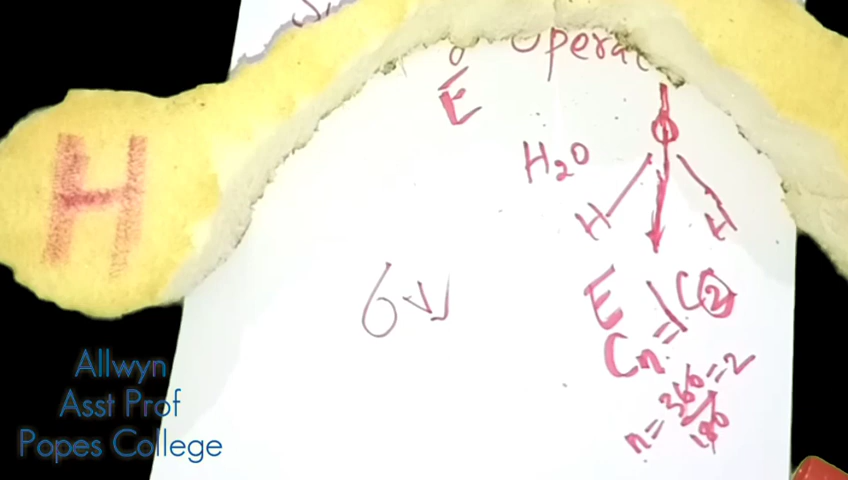 Operat
E
H
O
H₂O
H H
E C②
Cn =
6v
n = 360/180 = 2
Allwyn
Asst Prof
Popes College